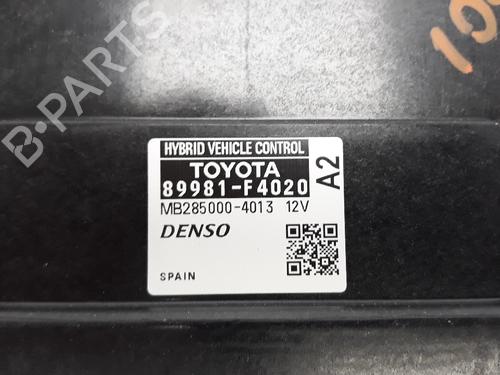 HYBRID VEHICLE CONTROL
TOYOTA
89981-F4020
A2
MB285000-4013 12V
DENSO
SPAIN
B-PARTS